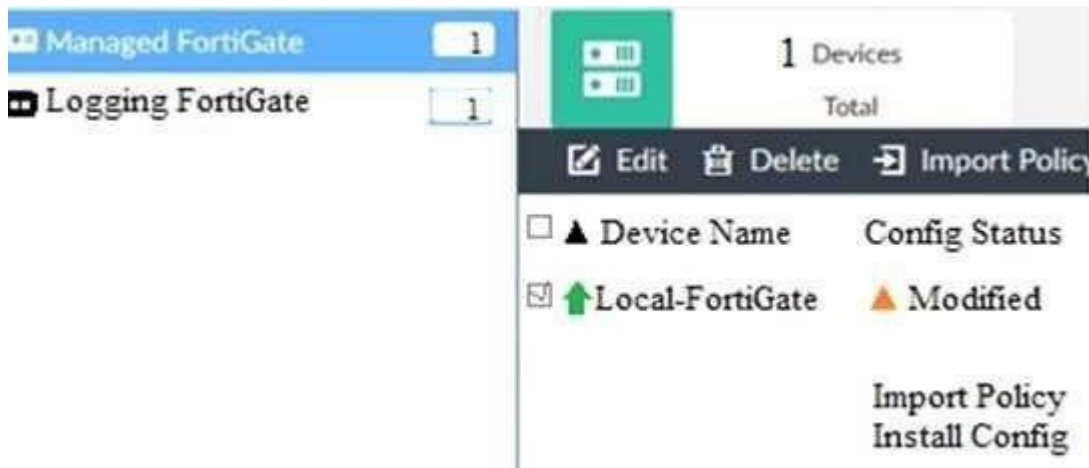 Managed FortiGate 1
Logging FortiGate 1
1 Devices
Total
Edit Delete Import Policy
Device Name Config Status
Local-FortiGate Modified
Import Policy
Install Config